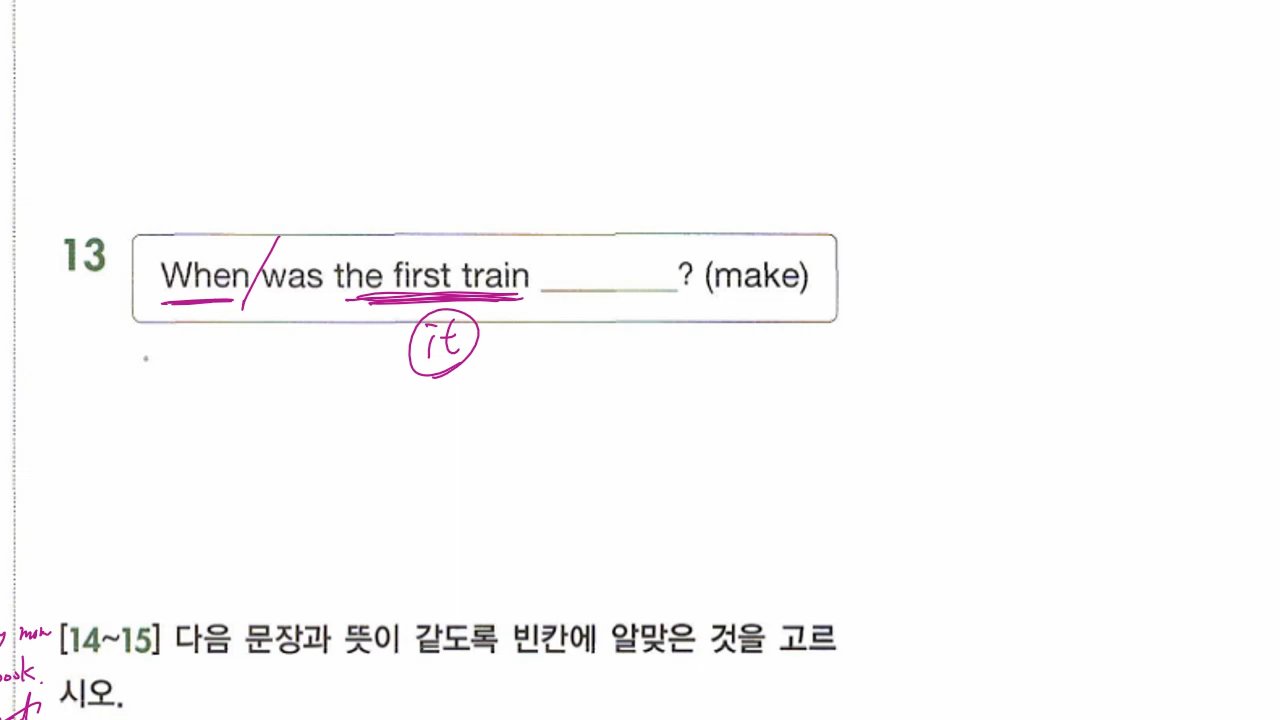 13 When was the first train ________? (make)
it
[14~15] 다음 문장과 뜻이 같도록 빈칸에 알맞은 것을 고르
시오.